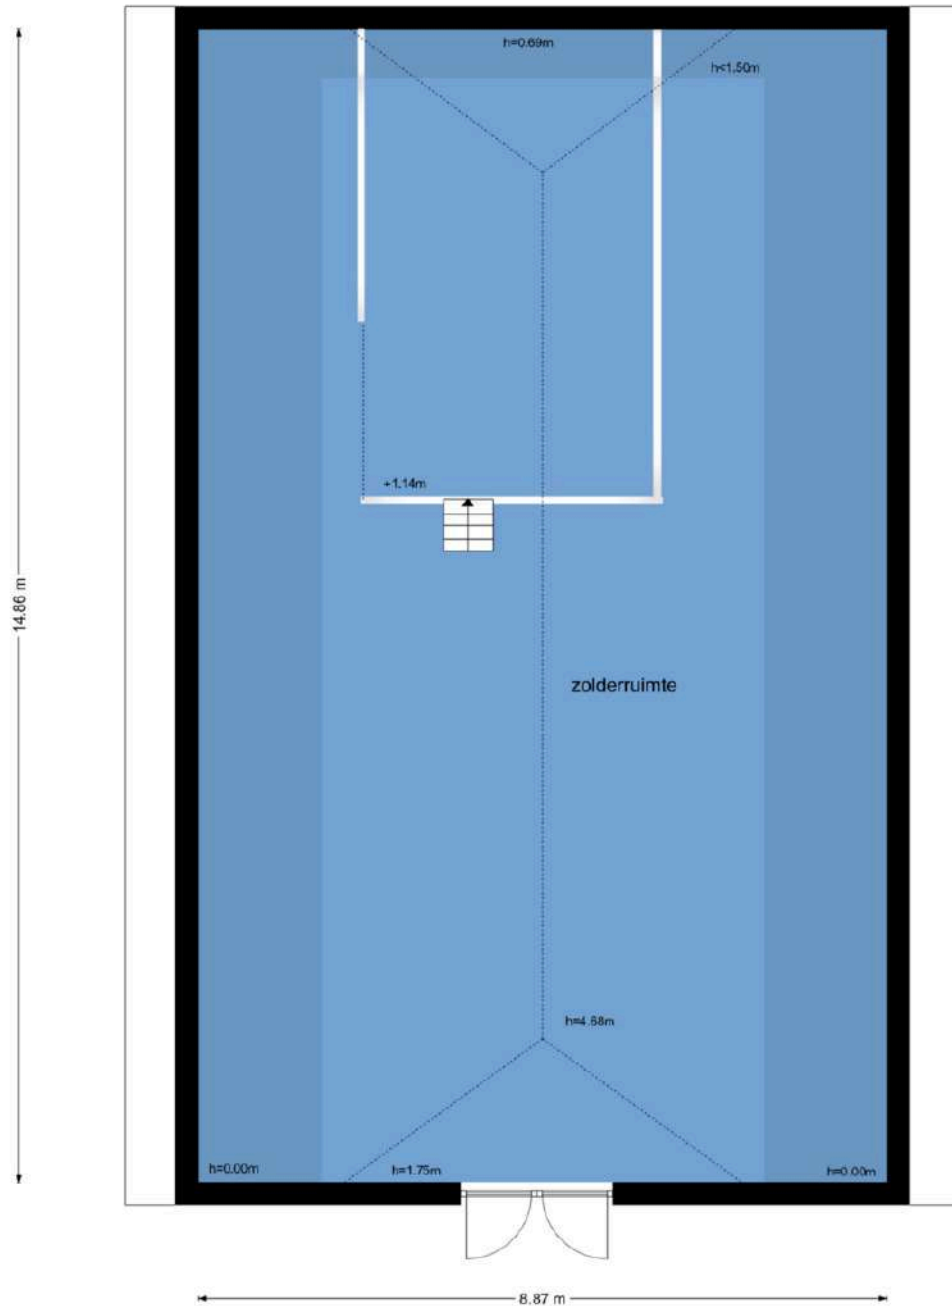 h=0.69m
h<1.50m
+1.14m
14.86 m
zolderruimte
h=4.68m
h=0.00m
h=1.75m
h=0.00m
8.87 m